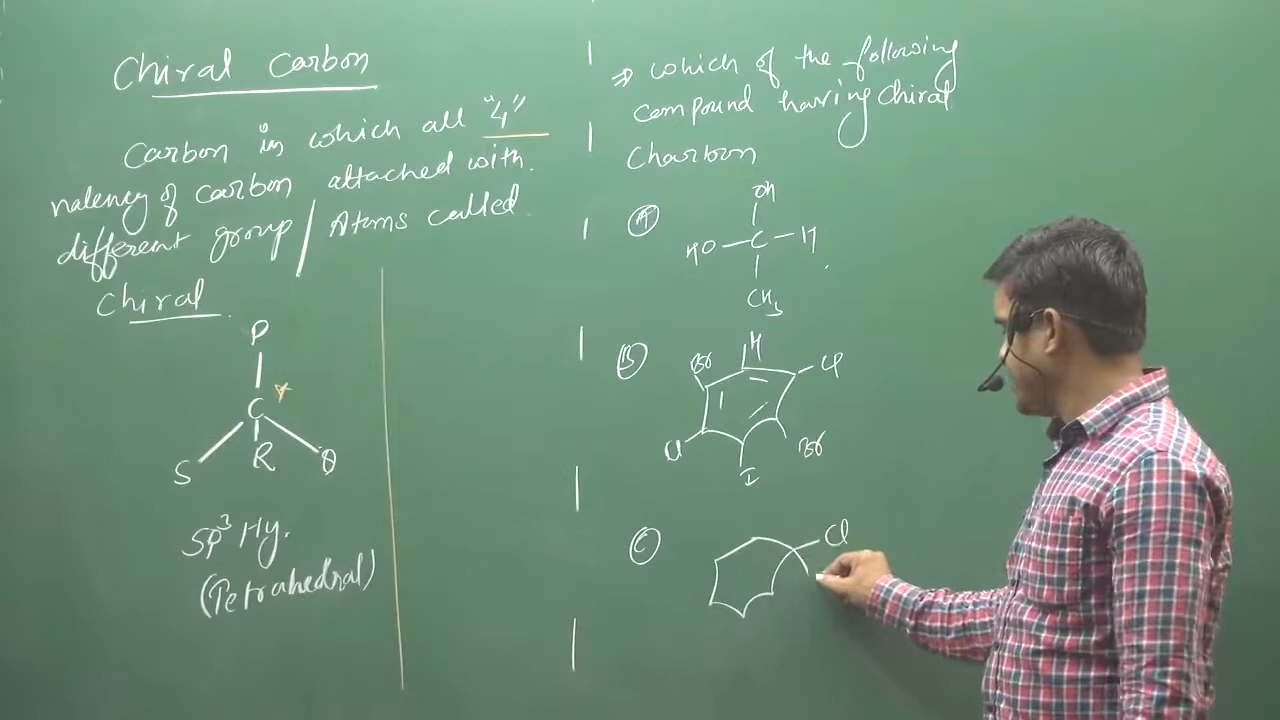 Chiral Carbon
Carbon in which all "4"
valency of carbon attached with.
different group / Atoms called.
Chiral.
P
C *
S R Q
SP3 Hy.
(Tetrahedral)
⇒ which of the following
compound having Chiral
Charbon
(A)
OH
HO C H
CH3
(B)
Br H Cl
Cl I Br
(C)
Cl